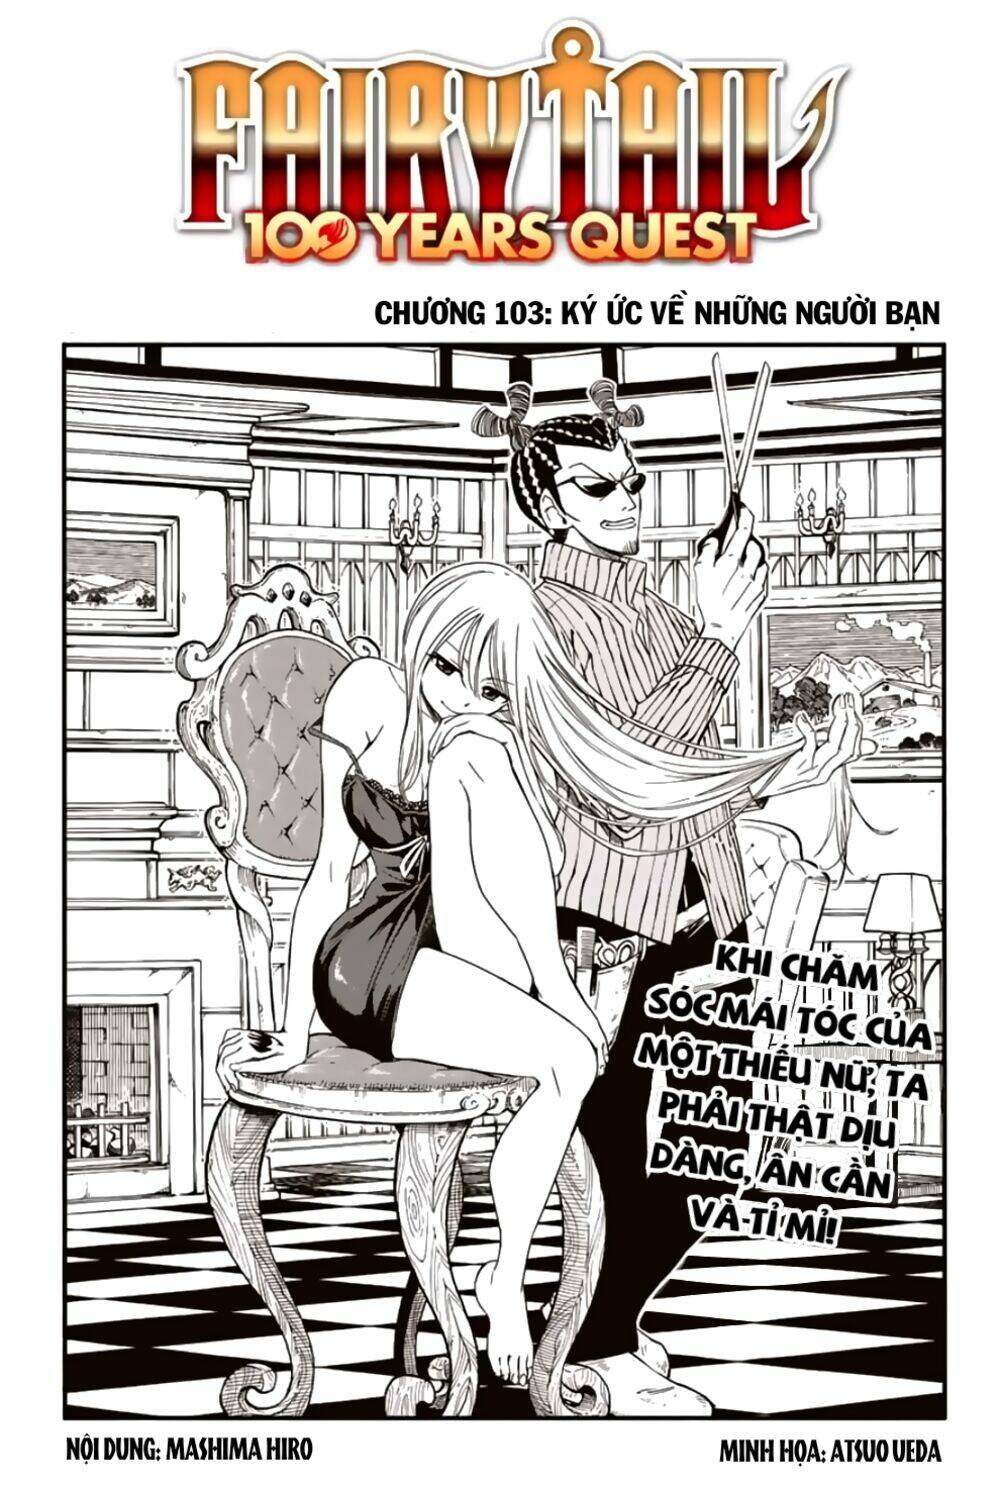 FAIRY TAIL
100 YEARS QUEST
CHƯƠNG 103: KÝ ỨC VỀ NHỮNG NGƯỜI BẠN
KHI CHĂM
SÓC MÁI TÓC CỦA
MỘT THIẾU NỮ, TA
PHẢI THẬT DỊU
DÀNG, ÂN CẦN
VÀ TỈ MỈ!
NỘI DUNG: MASHIMA HIRO
MINH HỌA: ATSUO UEDA